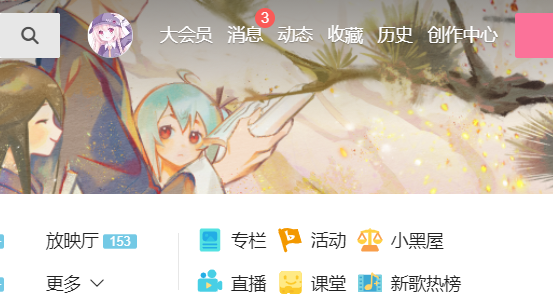 大会员 消息 3 动态 收藏 历史 创作中心
放映厅 153 专栏 活动 小黑屋
更多 直播 课堂 新歌热榜